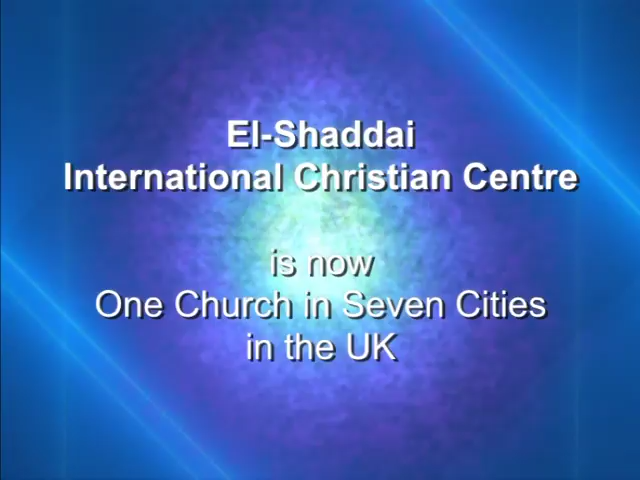 El-Shaddai
International Christian Centre
is now
One Church in Seven Cities
in the UK